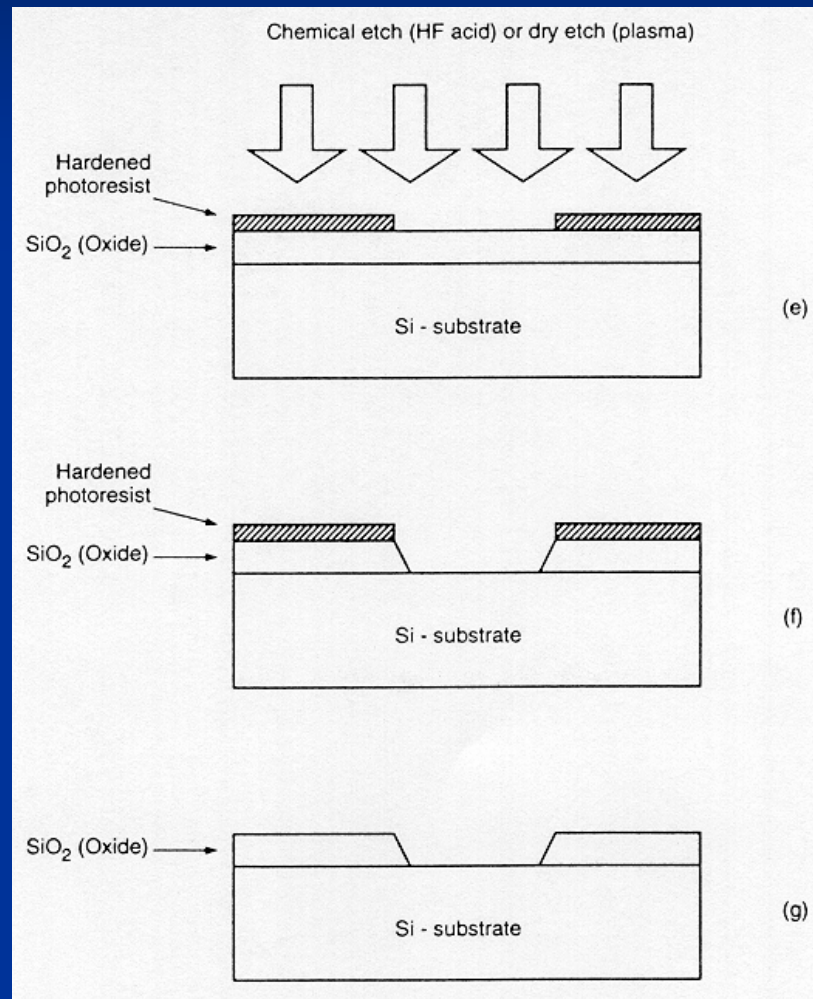 Chemical etch (HF acid) or dry etch (plasma)
Hardened
photoresist
SiO2 (Oxide)
Si - substrate
(e)
Hardened
photoresist
SiO2 (Oxide)
Si - substrate
(f)
SiO2 (Oxide)
Si - substrate
(g)